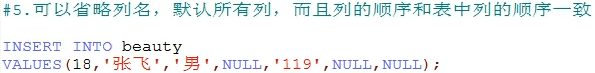 #5.可以省略列名，默认所有列，而且列的顺序和表中列的顺序一致
INSERT INTO beauty
VALUES(18,'张飞','男',NULL,'119',NULL,NULL);